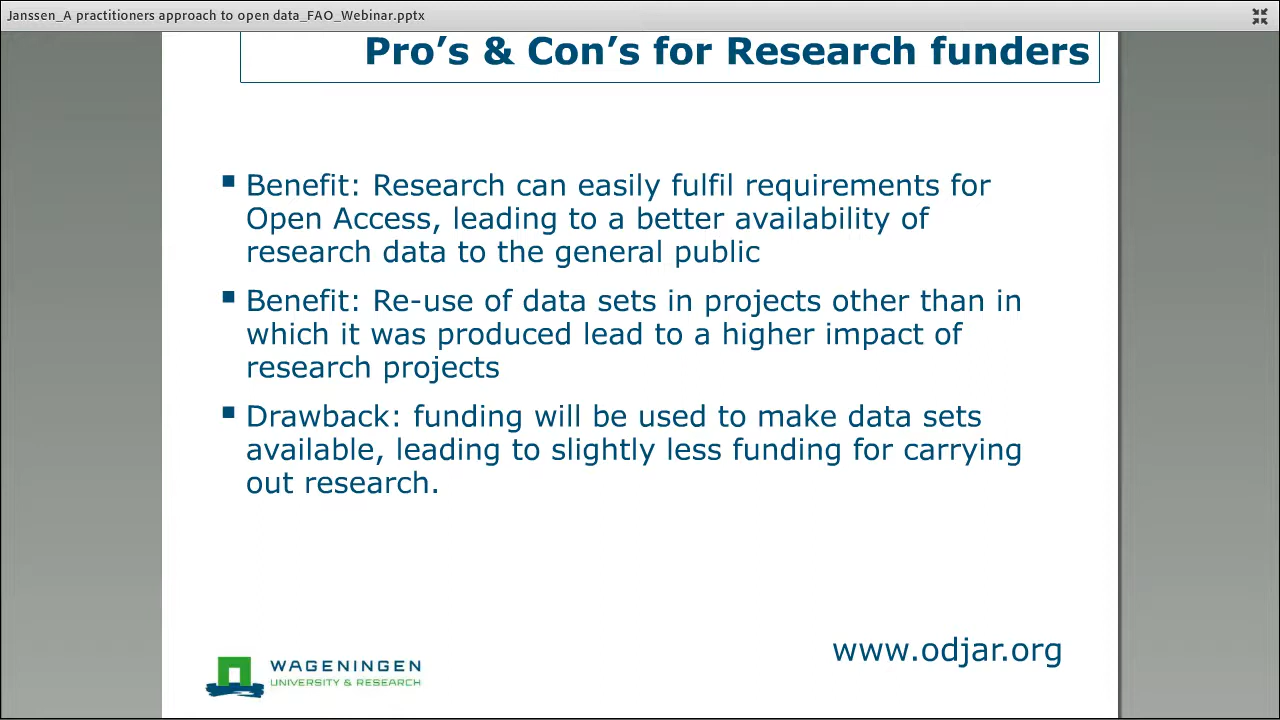 Janssen_A practitioners approach to open data_FAO_Webinar.pptx
Pro’s & Con’s for Research funders
Benefit: Research can easily fulfil requirements for
Open Access, leading to a better availability of
research data to the general public
Benefit: Re-use of data sets in projects other than in
which it was produced lead to a higher impact of
research projects
Drawback: funding will be used to make data sets
available, leading to slightly less funding for carrying
out research.
www.odjar.org
WAGENINGEN
UNIVERSITY & RESEARCH